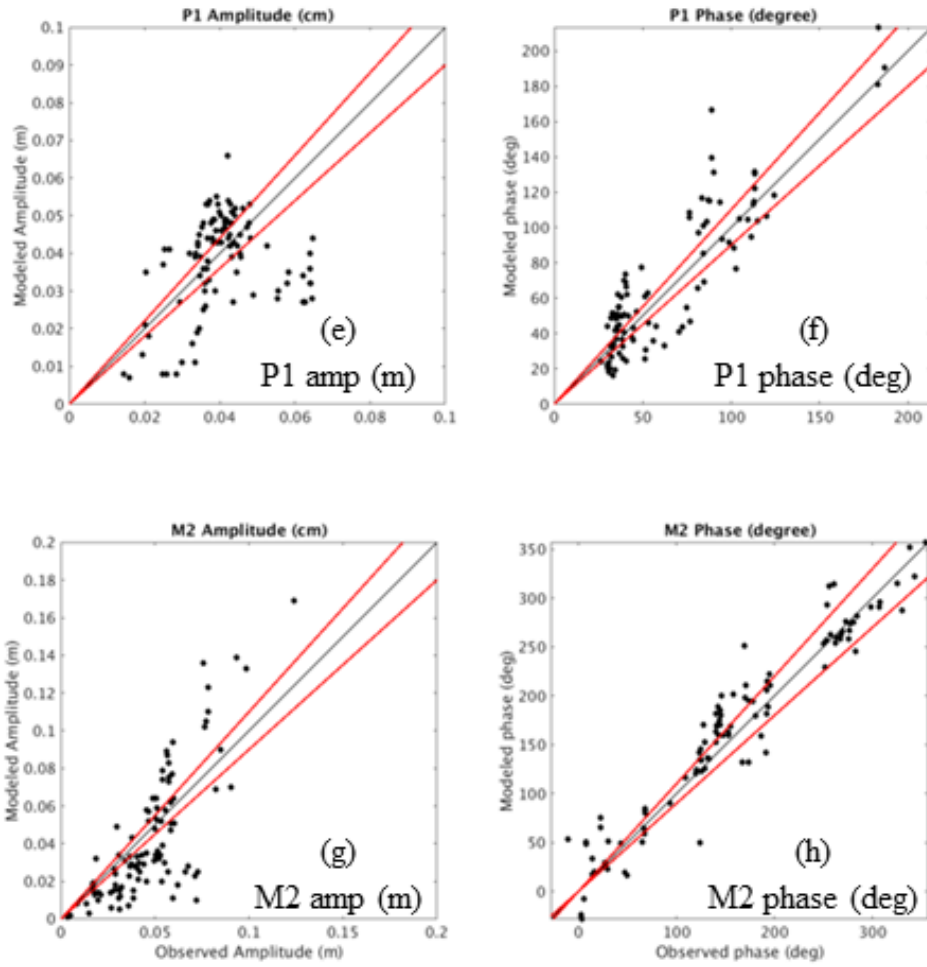 P1 Amplitude (cm)
Modeled Amplitude (m)
0.1
0.09
0.08
0.07
0.06
0.05
0.04
0.03
0.02
0.01
0
0 0.02 0.04 0.06 0.08 0.1
(e)
P1 amp (m)
P1 Phase (degree)
Modeled phase (deg)
200
180
160
140
120
100
80
60
40
20
0
0 50 100 150 200
(f)
P1 phase (deg)
M2 Amplitude (cm)
Modeled Amplitude (m)
0.2
0.18
0.16
0.14
0.12
0.1
0.08
0.06
0.04
0.02
0
0 0.05 0.1 0.15 0.2
Observed Amplitude (m)
(g)
M2 amp (m)
M2 Phase (degree)
Modeled phase (deg)
350
300
250
200
150
100
50
0
0 100 200 300
Observed phase (deg)
(h)
M2 phase (deg)